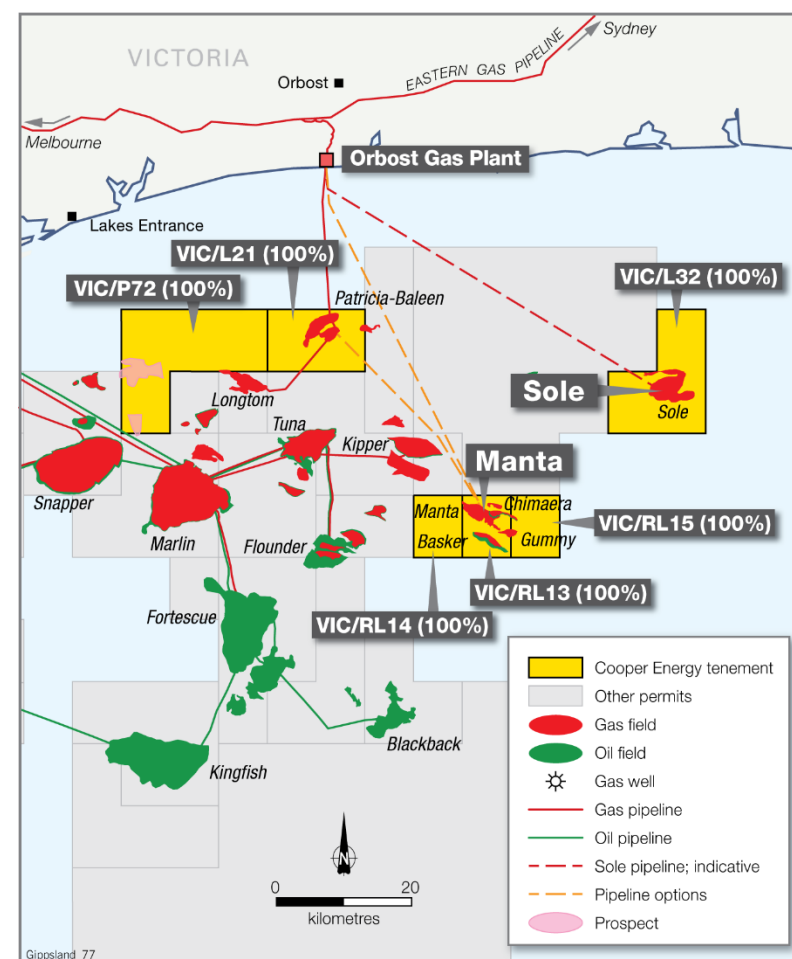 VICTORIA
Sydney
Orbost
EASTERN GAS PIPELINE
Melbourne
Orbost Gas Plant
Lakes Entrance
VIC/L21 (100%)
VIC/P72 (100%)
VIC/L32 (100%)
Patricia-Baleen
Longtom
Sole
Sole
Tuna
Kipper
Manta
Snapper
Manta
Chimaera
Marlin
Flounder
Basker
Gummy
VIC/RL15 (100%)
VIC/RL13 (100%)
Fortescue
VIC/RL14 (100%)
Blackback
Kingfish
Cooper Energy tenement
Other permits
Gas field
Oil field
Gas well
Gas pipeline
Oil pipeline
Sole pipeline; indicative
Pipeline options
Prospect
N
0 20
kilometres
Gippsland 77